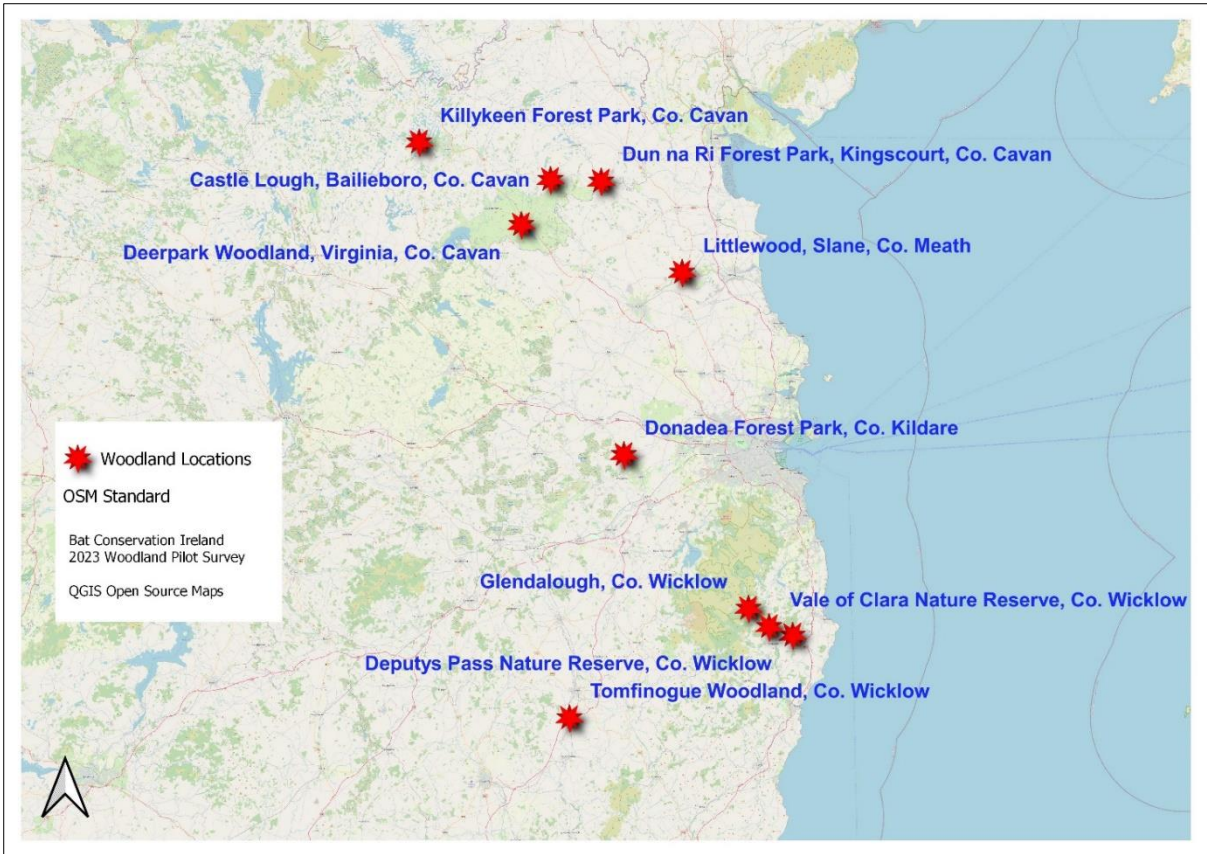 Killykeen Forest Park, Co. Cavan
Dun na Ri Forest Park, Kingscourt, Co. Cavan
Castle Lough, Bailieboro, Co. Cavan
Deerpark Woodland, Virginia, Co. Cavan
Littlewood, Slane, Co. Meath
Donadea Forest Park, Co. Kildare
Woodland Locations
OSM Standard
Bat Conservation Ireland
2023 Woodland Pilot Survey
QGIS Open Source Maps
Glendalough, Co. Wicklow
Vale of Clara Nature Reserve, Co. Wicklow
Deputys Pass Nature Reserve, Co. Wicklow
Tomfinogue Woodland, Co. Wicklow